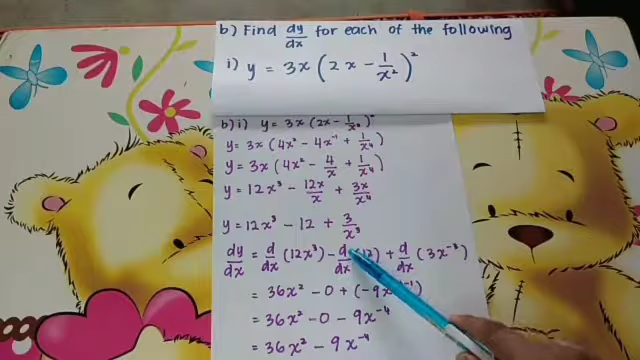 b) Find dy/dx for each of the following
i) y = 3x (2x − 1/x²)²
b) i) y = 3x (2x − 1/x²)²
y = 3x (4x² − 4x⁻¹ + 1/x⁴)
y = 3x (4x² − 4/x + 1/x⁴)
y = 12x³ − 12x/x + 3x/x⁴
y = 12x³ − 12 + 3/x³
dy/dx = d/dx (12x³) − d/dx (12) + d/dx (3x⁻³)
= 36x² − 0 + (−9x⁻³⁻¹)
= 36x² − 0 − 9x⁻⁴
= 36x² − 9x⁻⁴